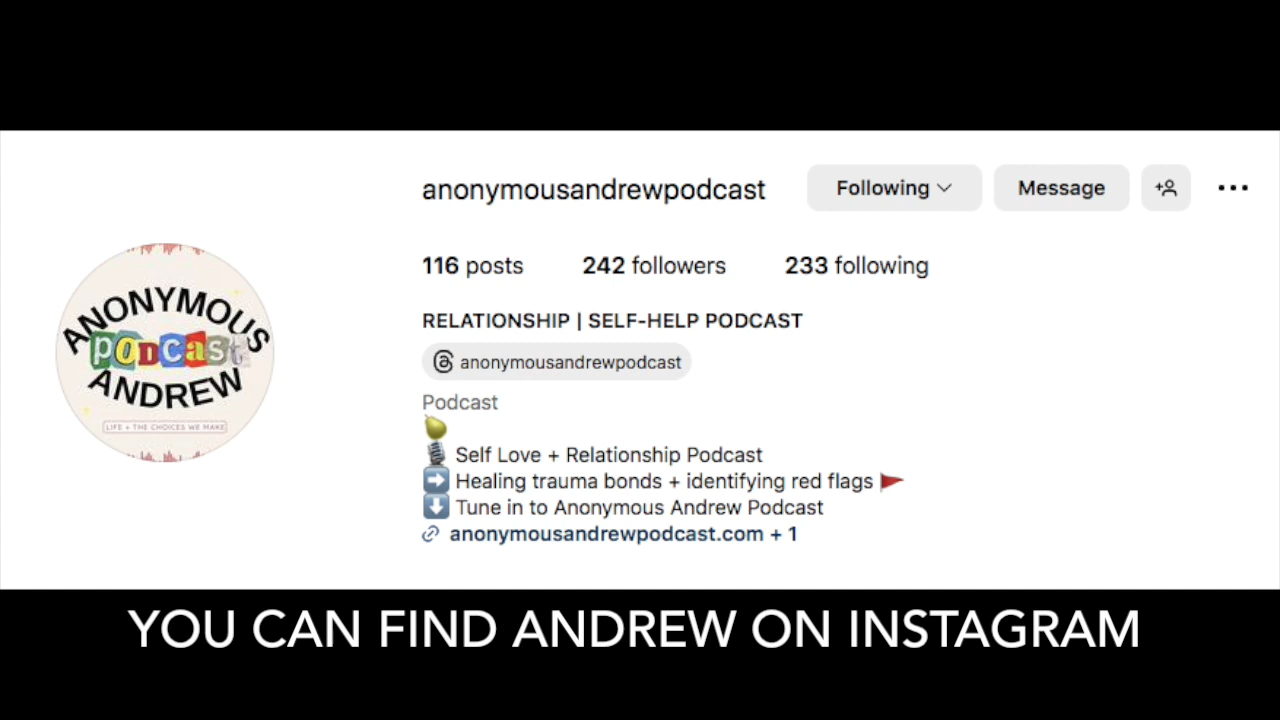 anonymousandrewpodcast
Following
Message
116 posts
242 followers
233 following
RELATIONSHIP | SELF-HELP PODCAST
anonymousandrewpodcast
Podcast
Self Love + Relationship Podcast
Healing trauma bonds + identifying red flags
Tune in to Anonymous Andrew Podcast
anonymousandrewpodcast.com + 1
ANONYMOUS
PODCAST
ANDREW
LIFE + THE CHOICES WE MAKE
YOU CAN FIND ANDREW ON INSTAGRAM